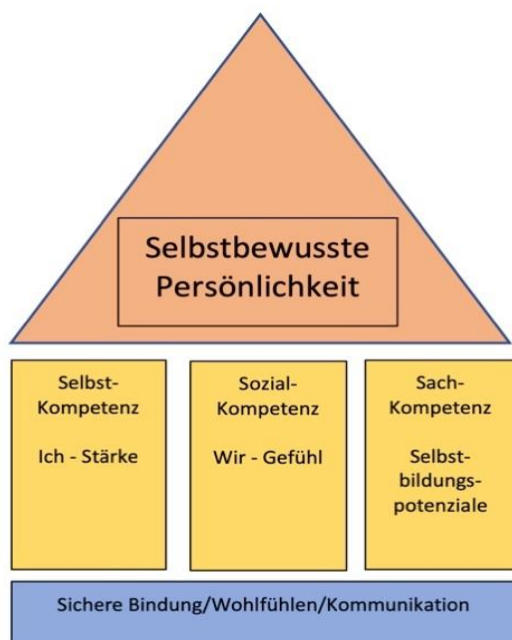 Selbstbewusste
Persönlichkeit
Selbst-
Kompetenz
Ich - Stärke
Sozial-
Kompetenz
Wir - Gefühl
Sach-
Kompetenz
Selbst-
bildungs-
potenziale
Sichere Bindung/Wohlfühlen/Kommunikation